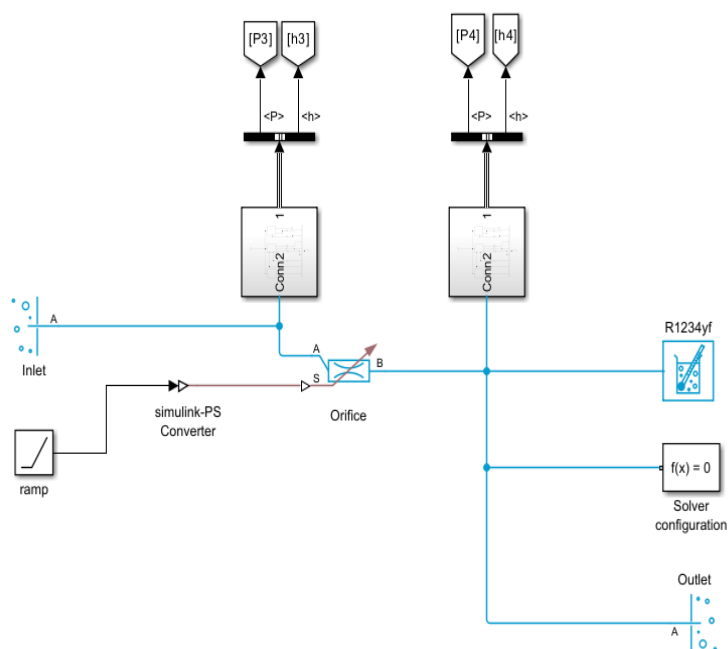 [P3] [h3]
[P4] [h4]
<P> <h>
<P> <h>
1
Conn2
1
Conn2
A
Inlet
A
B
S
Orifice
simulink-PS
Converter
ramp
R1234yf
f(x) = 0
Solver
configuration
Outlet
A